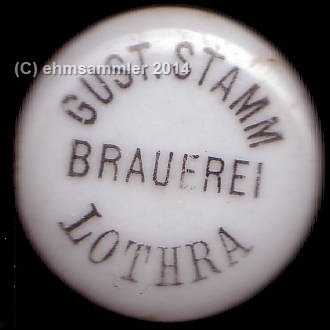 (C) ehmsammler 2014
GUST. STAMM
BRAUEREI
LOTHRA